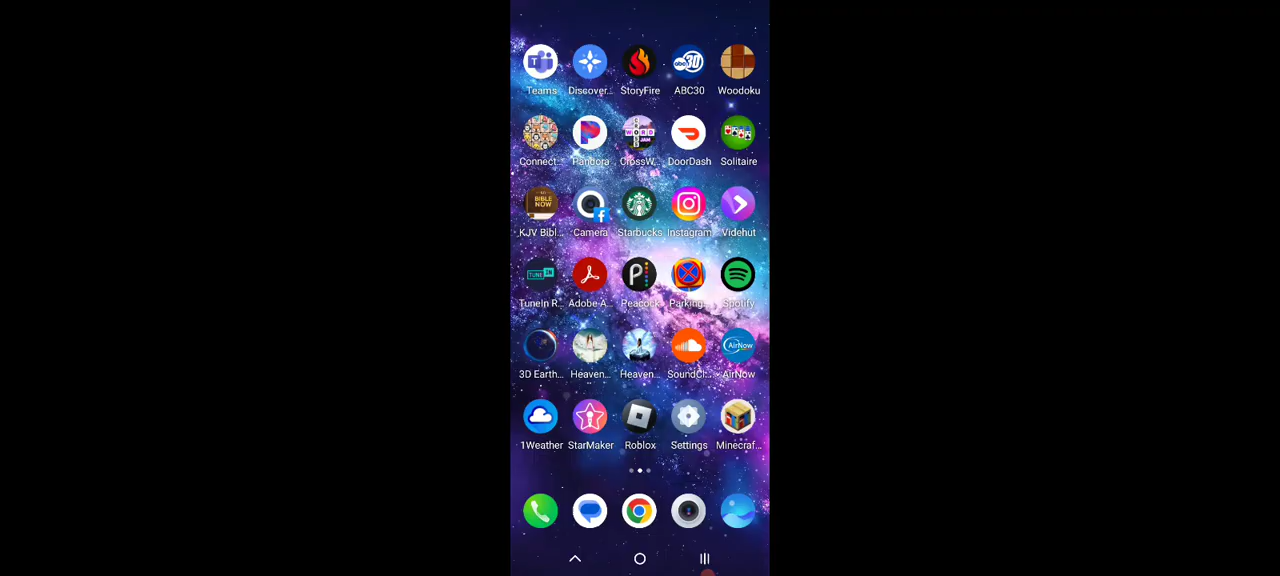 Teams Discover... StoryFire ABC30 Woodoku
Connect... Pandora CrossW... DoorDash Solitaire
KJV Bibl... Camera Starbucks Instagram Videhut
TuneIn R... Adobe A... Peacock Parking... Spotify
3D Earth... Heaven... Heaven... SoundCl... AirNow
1Weather StarMaker Roblox Settings Minecraf...